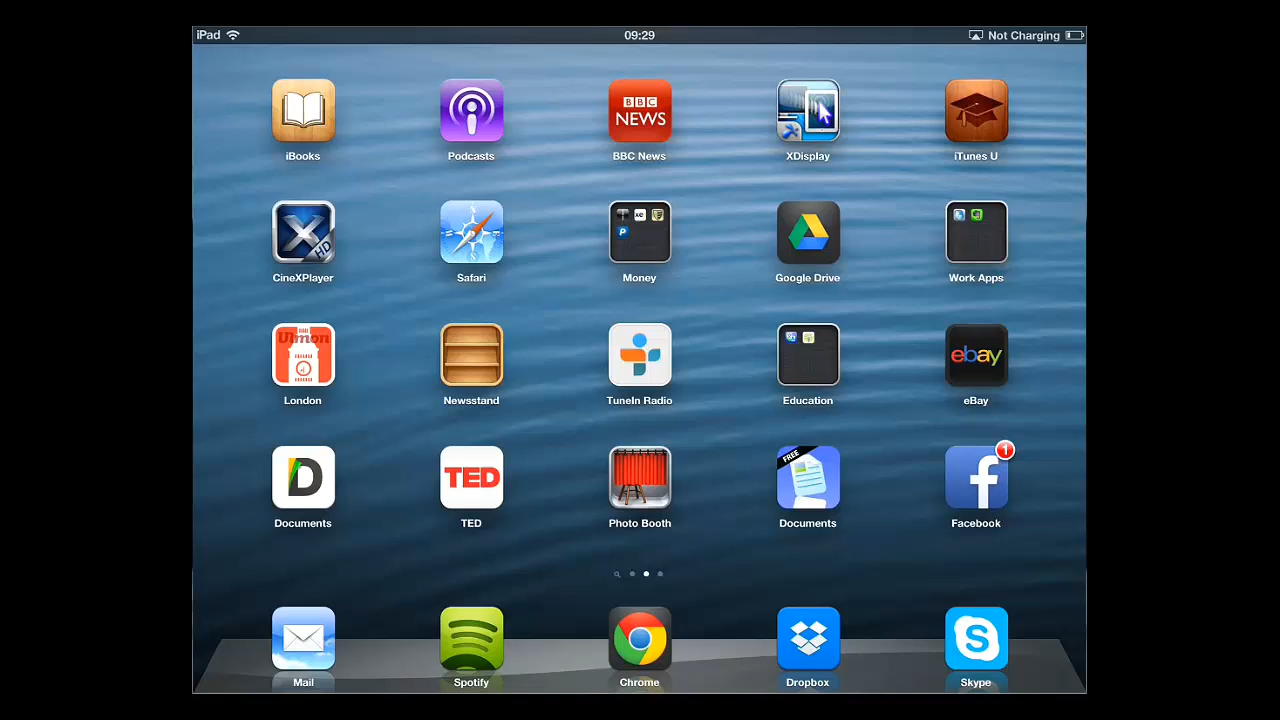 iPad 09:29 Not Charging
BBC
NEWS
iBooks Podcasts BBC News XDisplay iTunes U
X
HD
xe
P
CineXPlayer Safari Money Google Drive Work Apps
Ulmon
ebay
London Newsstand TuneIn Radio Education eBay
D
TED
FREE
f
1
Documents TED Photo Booth Documents Facebook
S
Mail Spotify Chrome Dropbox Skype